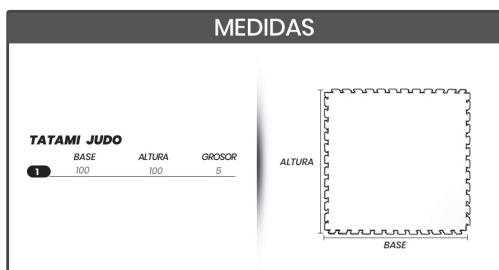 MEDIDAS
TATAMI JUDO
BASE ALTURA GROSOR
1 100 100 5
ALTURA
BASE